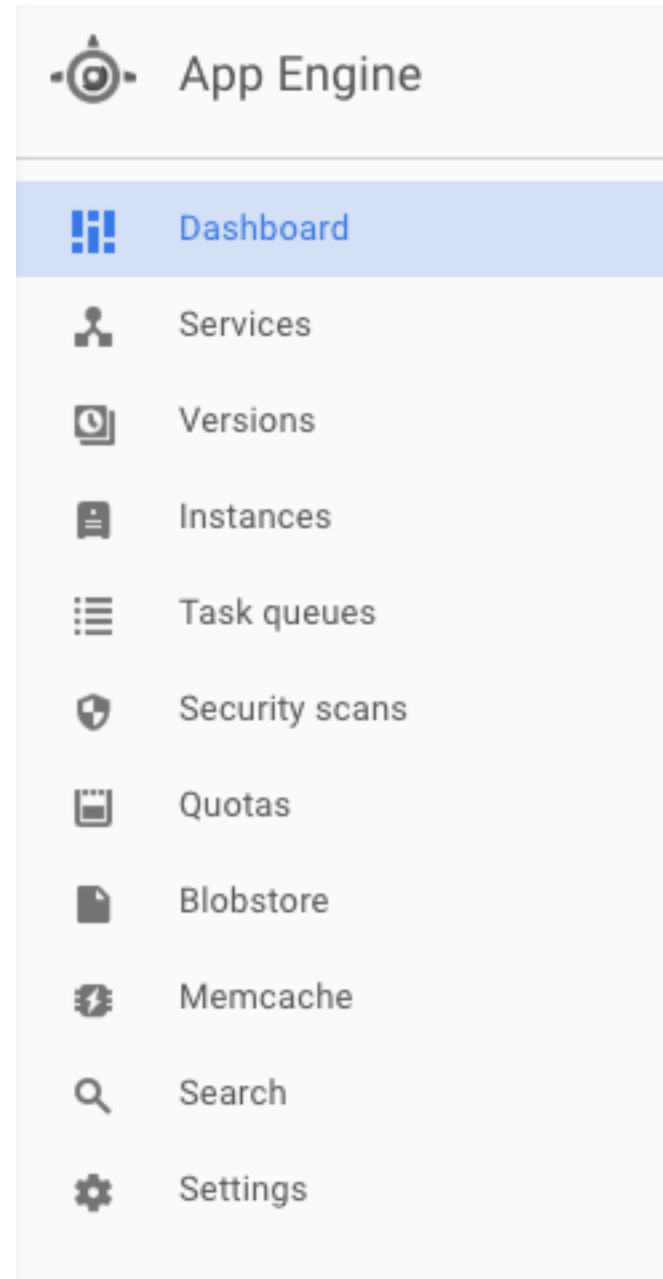 App Engine
Dashboard
Services
Versions
Instances
Task queues
Security scans
Quotas
Blobstore
Memcache
Search
Settings